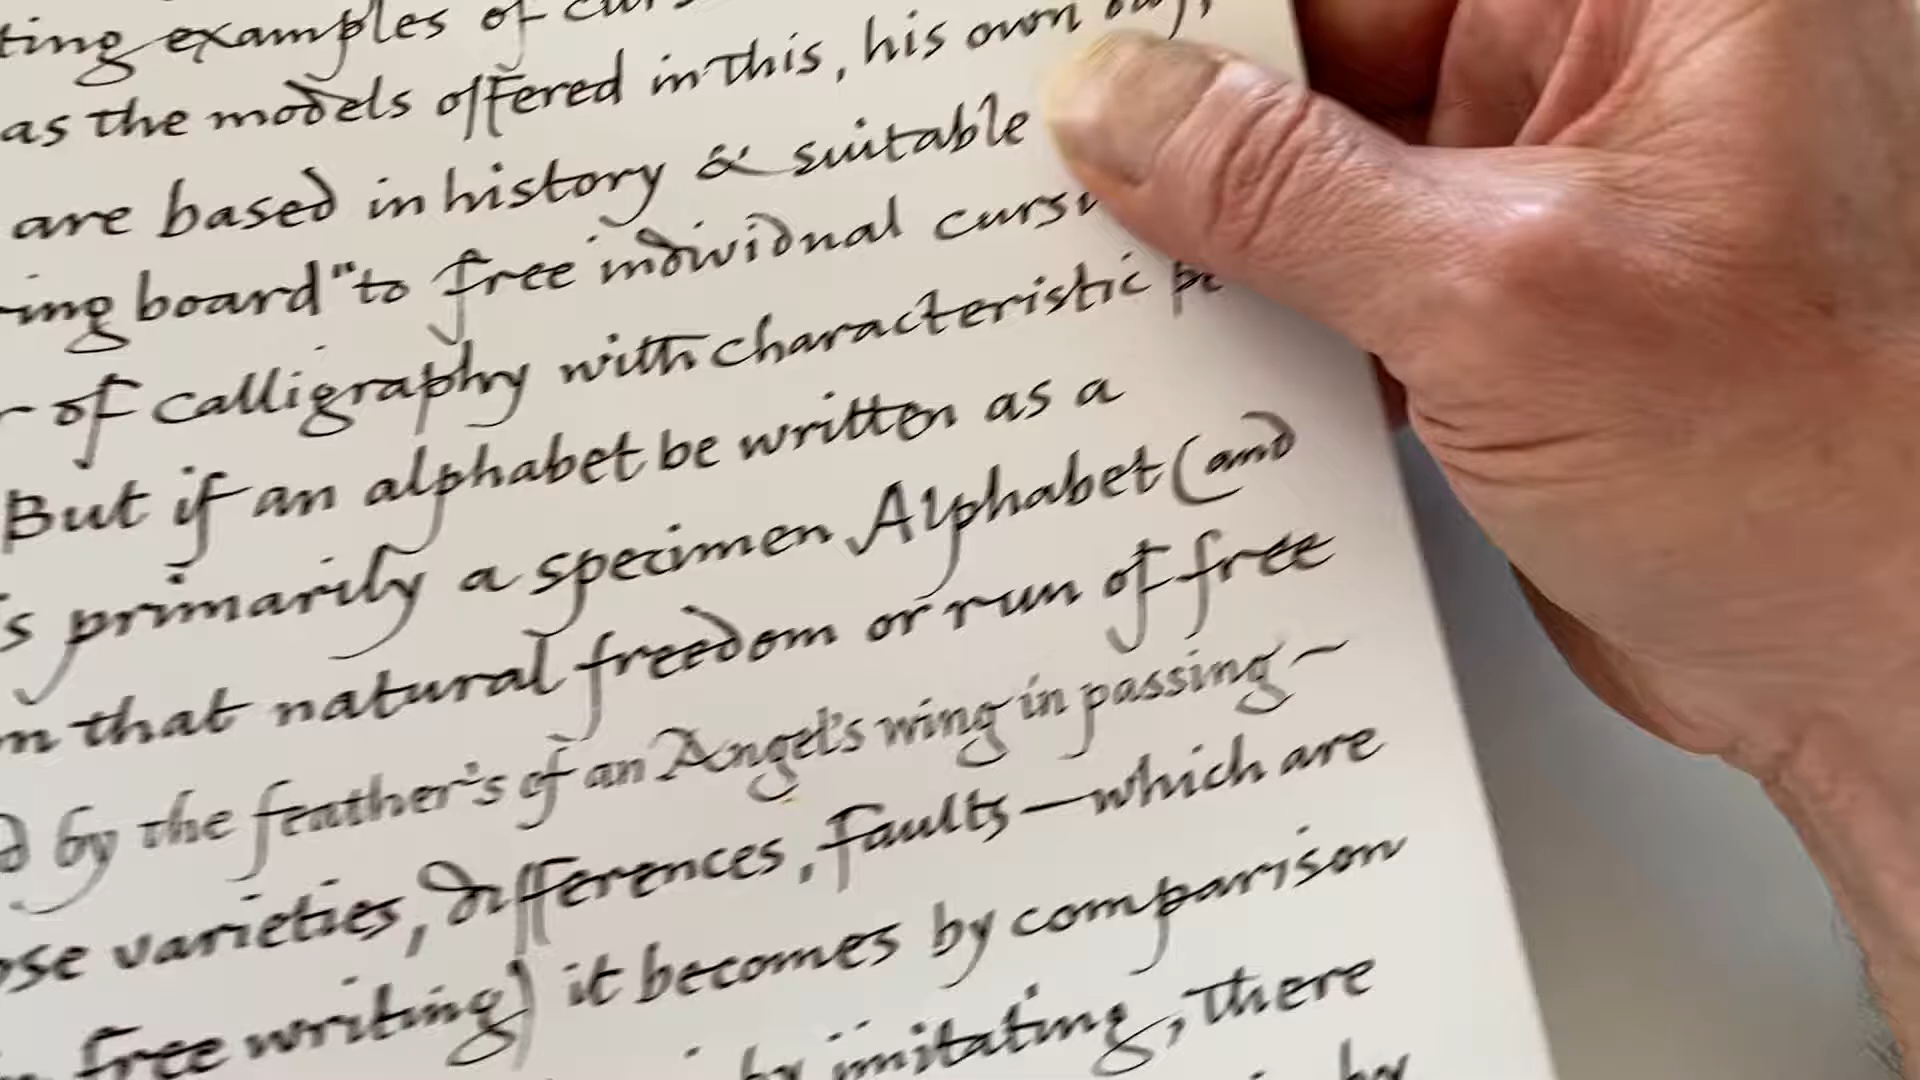 ting examples of
as the models offered in this, his own
are based in history & suitable
ing board" to free individual
of calligraphy with characteristic
But if an alphabet be written as a
primarily a specimen Alphabet (and
that natural freedom or run of free
by the feather's of an Angel's wing in passing ~
varieties, differences, faults — which are
free writing) it becomes by comparison
by imitating, there
by